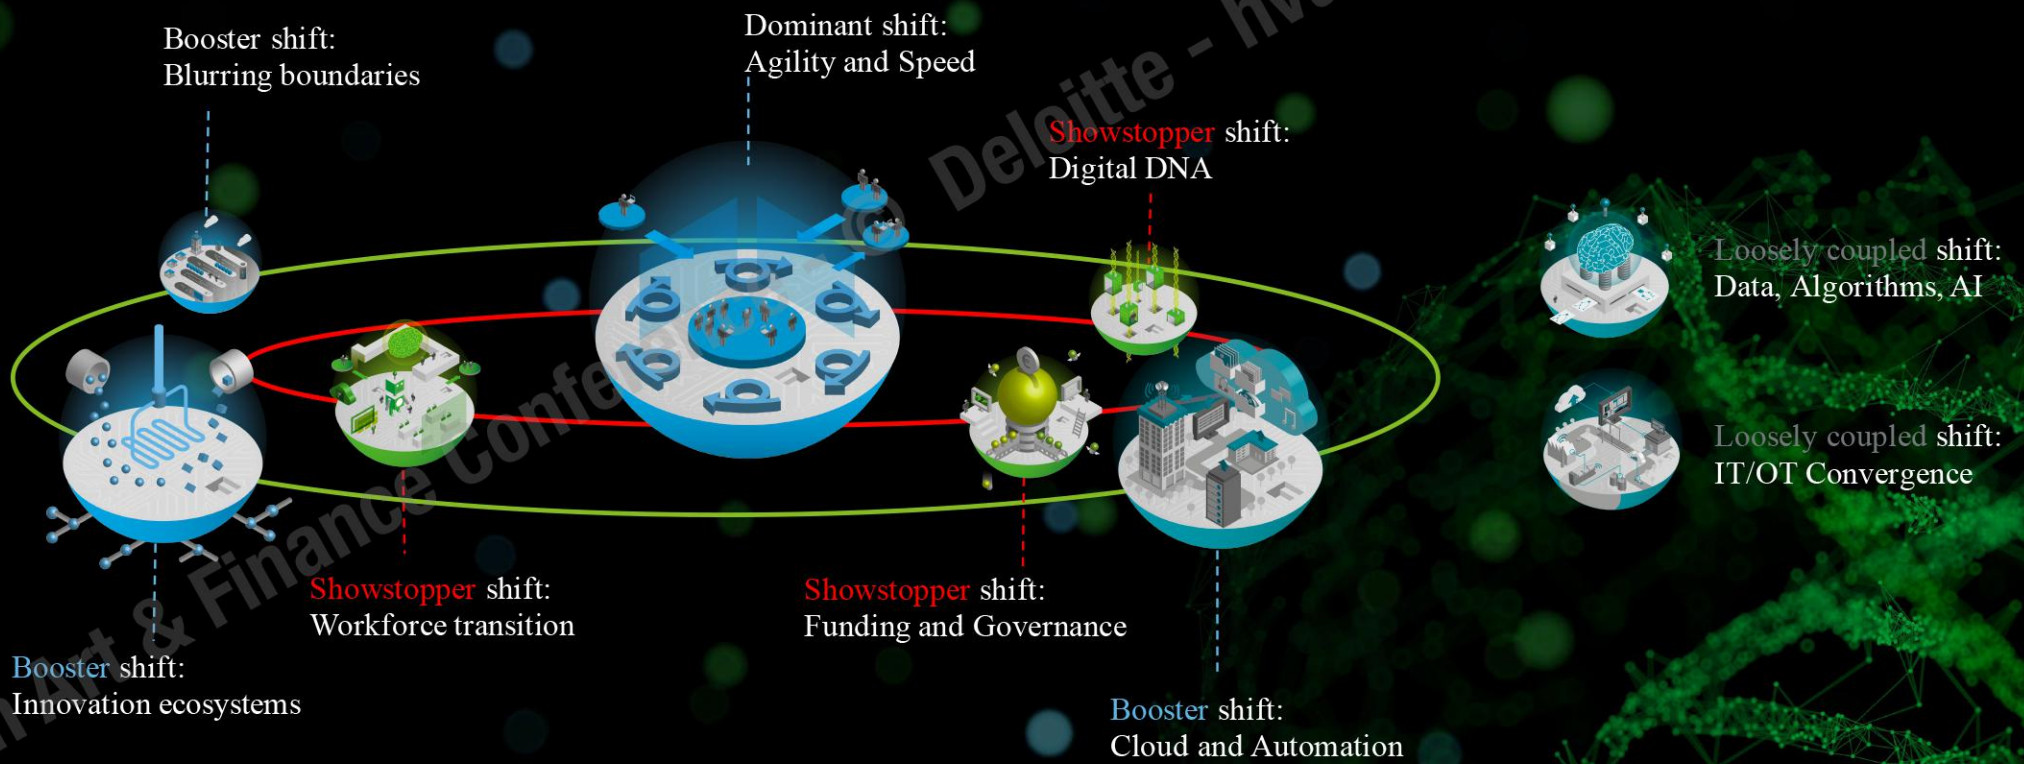 Booster shift:
Blurring boundaries
Dominant shift:
Agility and Speed
Showstopper shift:
Digital DNA
Loosely coupled shift:
Data, Algorithms, AI
Loosely coupled shift:
IT/OT Convergence
Showstopper shift:
Workforce transition
Showstopper shift:
Funding and Governance
Booster shift:
Innovation ecosystems
Booster shift:
Cloud and Automation
Art & Finance © Deloitte -